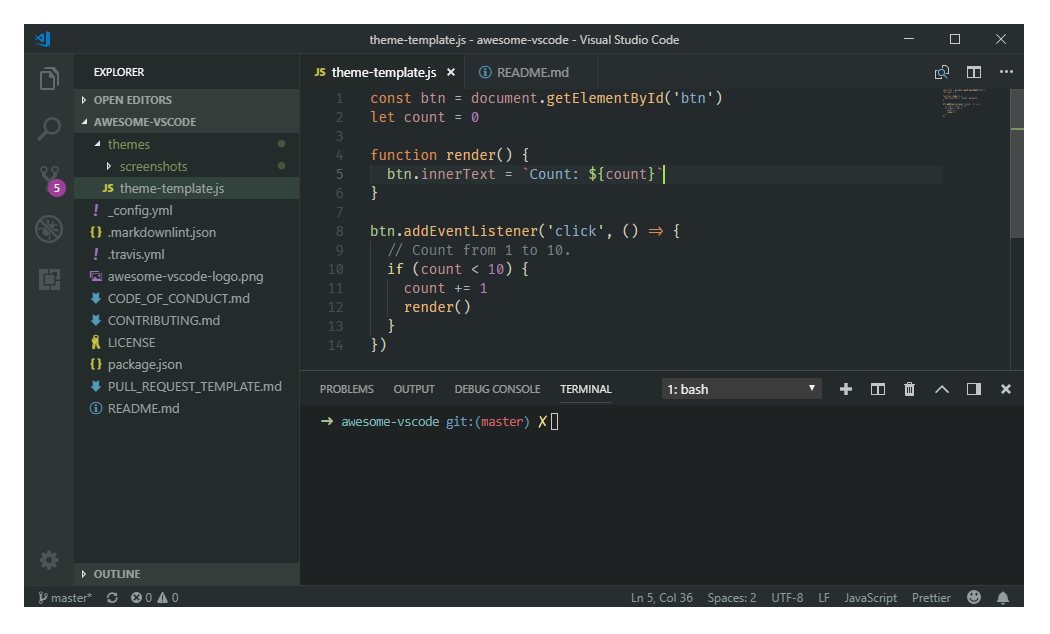 theme-template.js - awesome-vscode - Visual Studio Code
EXPLORER
OPEN EDITORS
AWESOME-VSCODE
themes
screenshots
JS theme-template.js
! _config.yml
{} .markdownlint.json
! .travis.yml
awesome-vscode-logo.png
CODE_OF_CONDUCT.md
CONTRIBUTING.md
LICENSE
{} package.json
PULL_REQUEST_TEMPLATE.md
README.md
OUTLINE
5
JS theme-template.js × README.md
1 const btn = document.getElementById('btn')
2 let count = 0
3
4 function render() {
5 btn.innerText = `Count: ${count}`
6 }
7
8 btn.addEventListener('click', () => {
9 // Count from 1 to 10.
10 if (count < 10) {
11 count += 1
12 render()
13 }
14 })
PROBLEMS OUTPUT DEBUG CONSOLE TERMINAL 1: bash
→ awesome-vscode git:(master) ✗
master* 0 0 Ln 5, Col 36 Spaces: 2 UTF-8 LF JavaScript Prettier